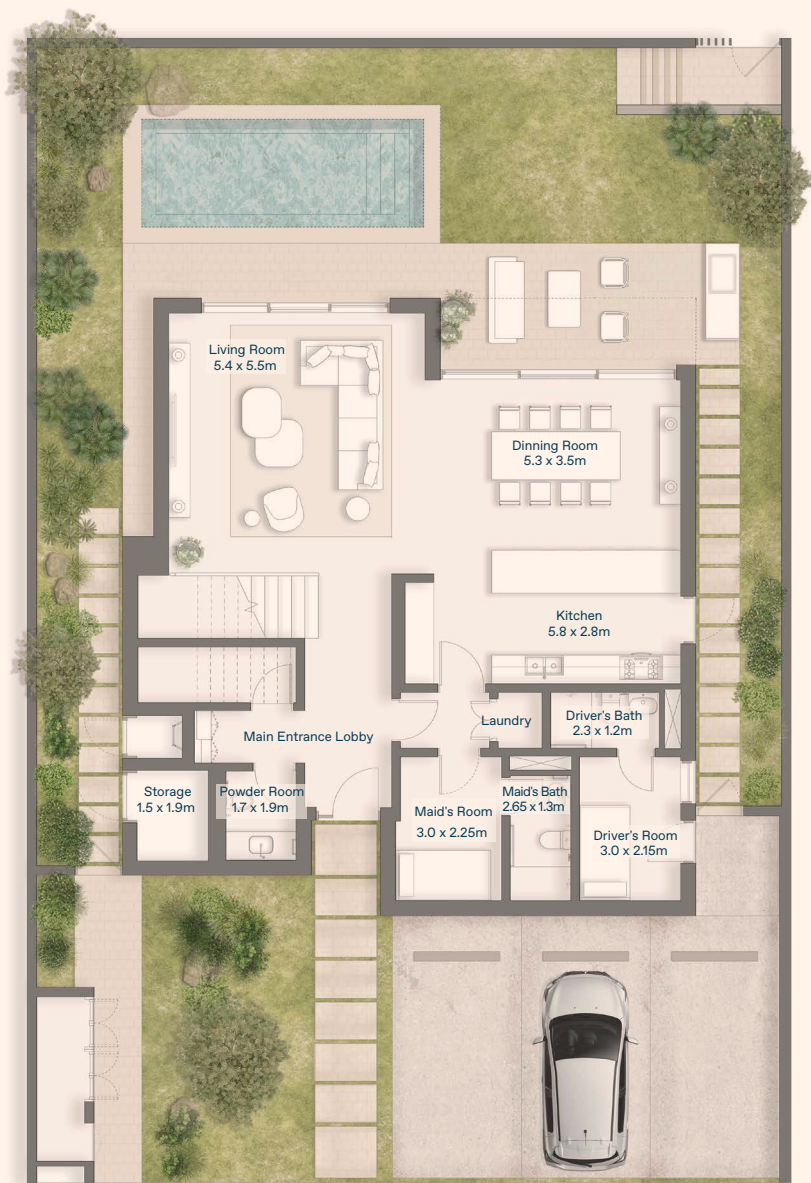 Living Room
5.4 x 5.5m
Dinning Room
5.3 x 3.5m
Kitchen
5.8 x 2.8m
Main Entrance Lobby
Laundry
Driver's Bath
2.3 x 1.2m
Storage
1.5 x 1.9m
Powder Room
1.7 x 1.9m
Maid's Room
3.0 x 2.25m
Maid's Bath
2.65 x 1.3m
Driver's Room
3.0 x 2.15m